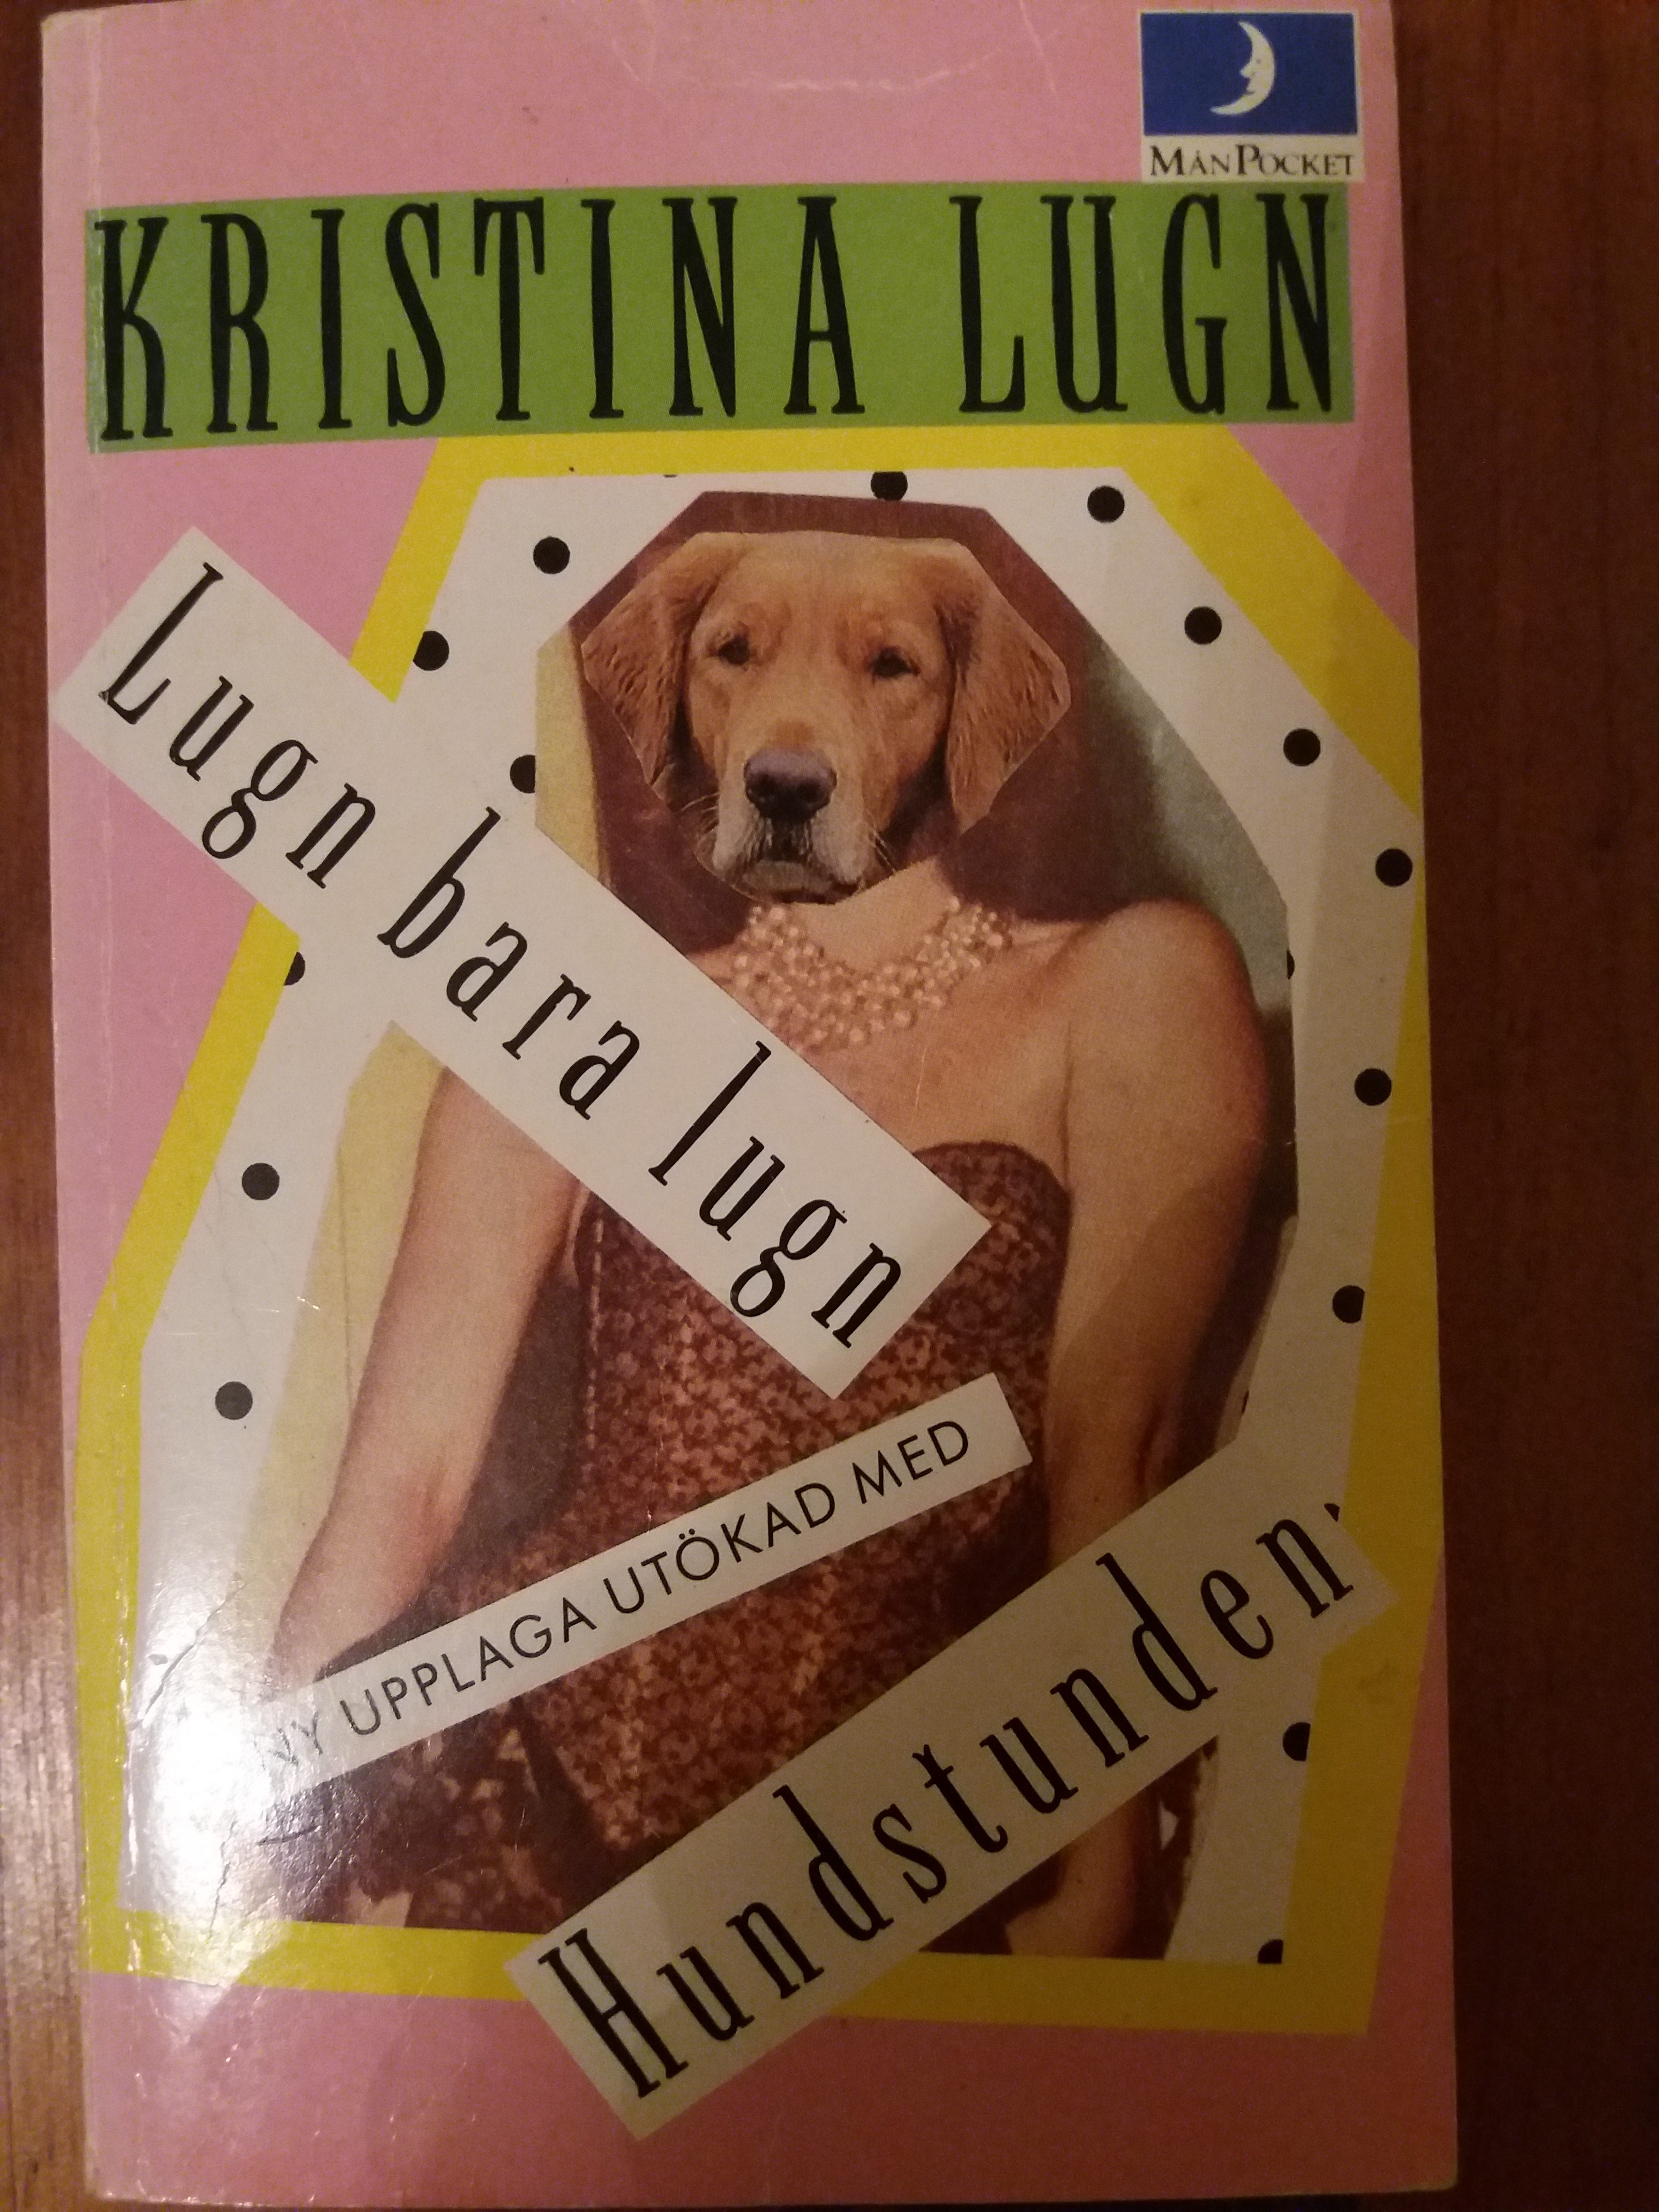 MÅNPOCKET
KRISTINA LUGN
Lugn bara lugn
NY UPPLAGA UTÖKAD MED
Hundstunden